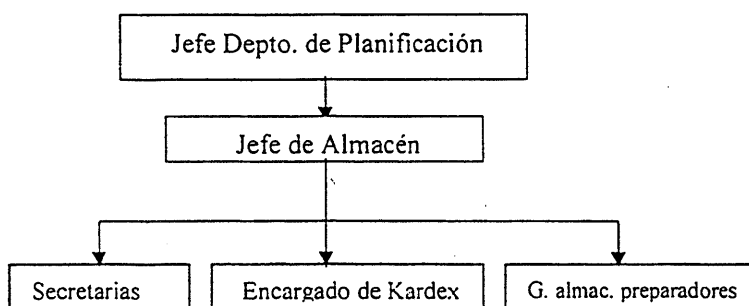 Jefe Depto. de Planificación
Jefe de Almacén
Secretarias
Encargado de Kardex
G. almac. preparadores